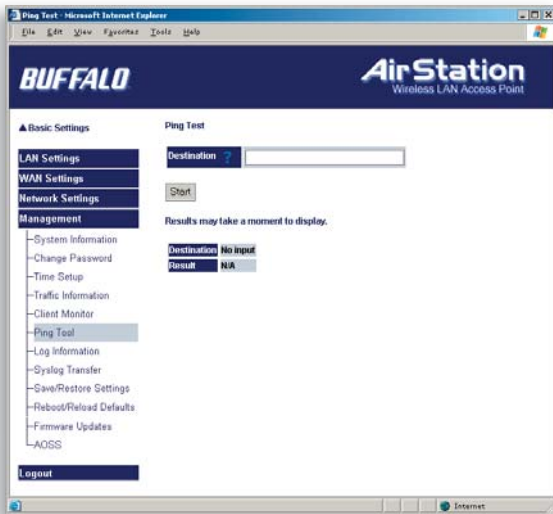 Ping Test - Microsoft Internet Explorer
File Edit View Favorites Tools Help
BUFFALO
AirStation
Wireless LAN Access Point
▲ Basic Settings
LAN Settings
WAN Settings
Network Settings
Management
System Information
Change Password
Time Setup
Traffic Information
Client Monitor
Ping Tool
Log Information
Syslog Transfer
Save/Restore Settings
Reboot/Reload Defaults
Firmware Updates
AOSS
Logout
Ping Test
Destination ?
Start
Results may take a moment to display.
Destination No input
Result N/A
Internet